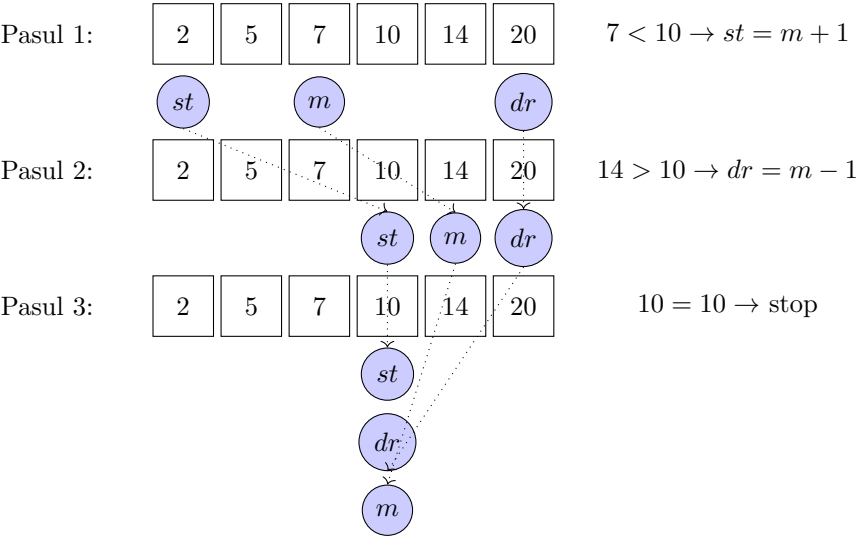 Pasul 1: 2 5 7 10 14 20 7 < 10 → st = m + 1
st m dr
Pasul 2: 2 5 7 10 14 20 14 > 10 → dr = m − 1
st m dr
Pasul 3: 2 5 7 10 14 20 10 = 10 → stop
st
dr
m